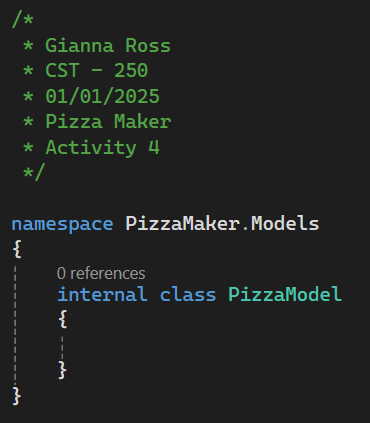 /*
 * Gianna Ross
 * CST - 250
 * 01/01/2025
 * Pizza Maker
 * Activity 4
 */
namespace PizzaMaker.Models
{
0 references
internal class PizzaModel
{
}
}